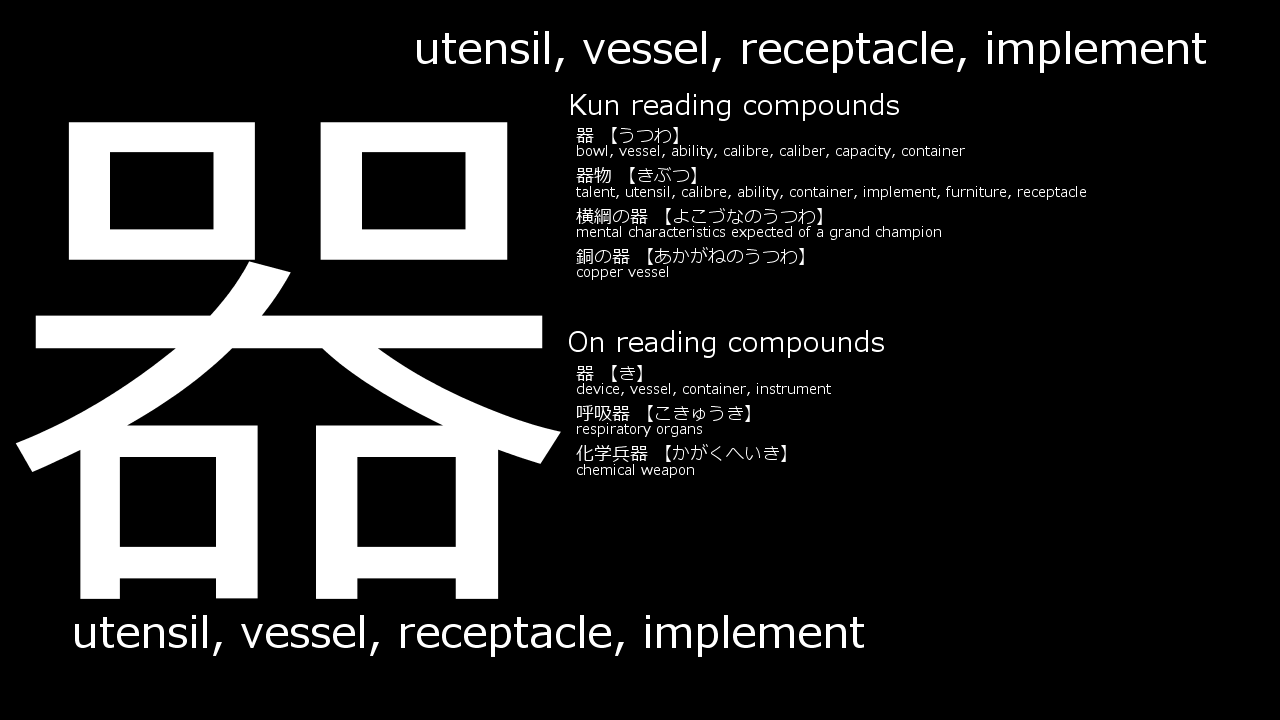 utensil, vessel, receptacle, implement
器
Kun reading compounds
器 【うつわ】
bowl, vessel, ability, calibre, caliber, capacity, container
器物 【きぶつ】
talent, utensil, calibre, ability, container, implement, furniture, receptacle
横綱の器 【よこづなのうつわ】
mental characteristics expected of a grand champion
銅の器 【あかがねのうつわ】
copper vessel
On reading compounds
器 【き】
device, vessel, container, instrument
呼吸器 【こきゅうき】
respiratory organs
化学兵器 【かがくへいき】
chemical weapon
utensil, vessel, receptacle, implement